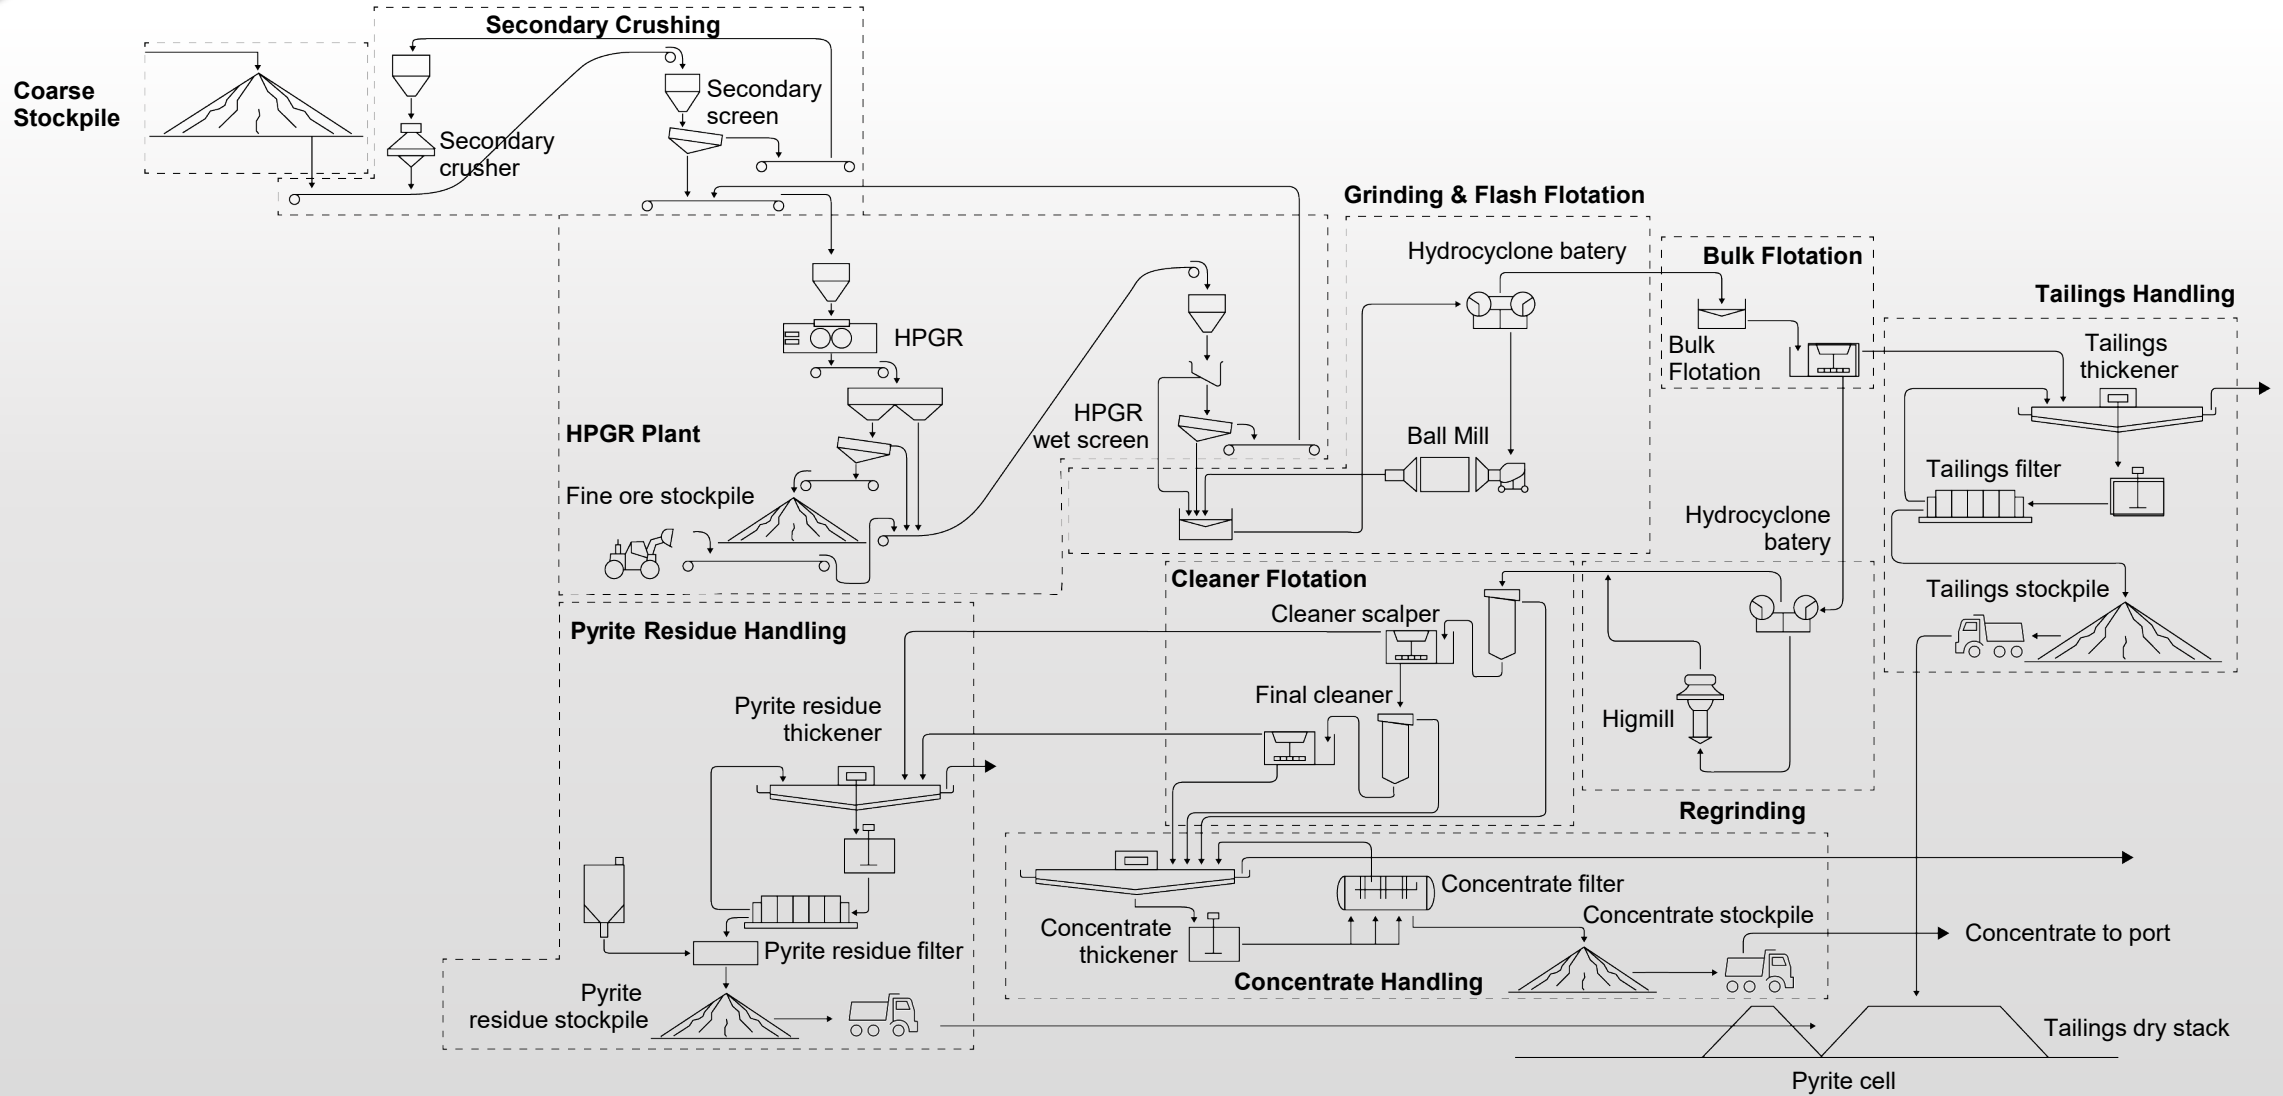 Secondary Crushing
Coarse
Stockpile
Secondary
screen
Secondary
crusher
Grinding & Flash Flotation
Hydrocyclone batery
Bulk Flotation
Tailings Handling
HPGR
Bulk
Flotation
Tailings
thickener
HPGR Plant
HPGR
wet screen
Ball Mill
Tailings filter
Fine ore stockpile
Hydrocyclone
batery
Cleaner Flotation
Tailings stockpile
Cleaner scalper
Pyrite Residue Handling
Final cleaner
Pyrite residue
thickener
Higmill
Regrinding
Concentrate filter
Concentrate stockpile
Concentrate
thickener
Concentrate to port
Pyrite residue filter
Concentrate Handling
Pyrite
residue stockpile
Tailings dry stack
Pyrite cell